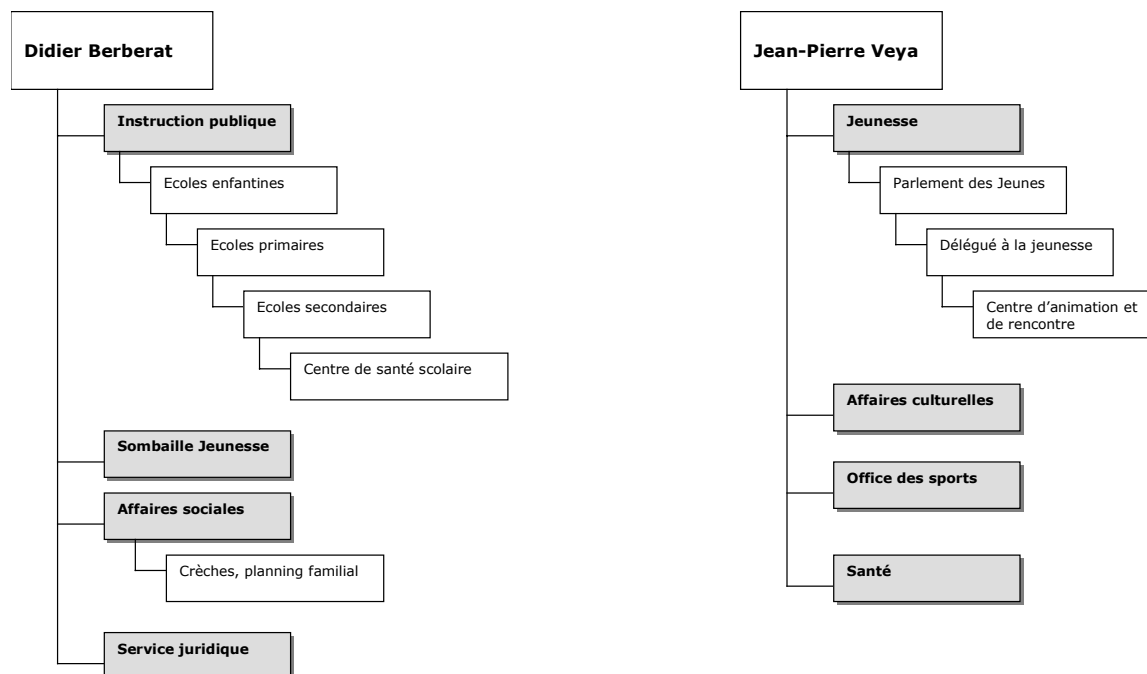 Didier Berberat
Instruction publique
Ecoles enfantines
Ecoles primaires
Ecoles secondaires
Centre de santé scolaire
Sombaille Jeunesse
Affaires sociales
Crèches, planning familial
Service juridique
Jean-Pierre Veya
Jeunesse
Parlement des Jeunes
Délégué à la jeunesse
Centre d’animation et
de rencontre
Affaires culturelles
Office des sports
Santé